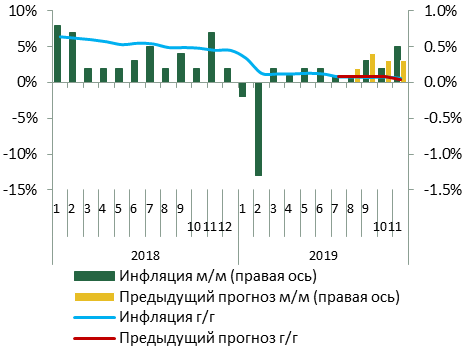 10% 1.0%
5% 0.5%
0% 0.0%
-5% -0.5%
-10% -1.0%
-15% -1.5%
1 2 3 4 5 6 7 8 9 10 11 12 1 2 3 4 5 6 7 8 9 10 11
2018 2019
Инфляция м/м (правая ось)
Предыдущий прогноз м/м (правая ось)
Инфляция г/г
Предыдущий прогноз г/г